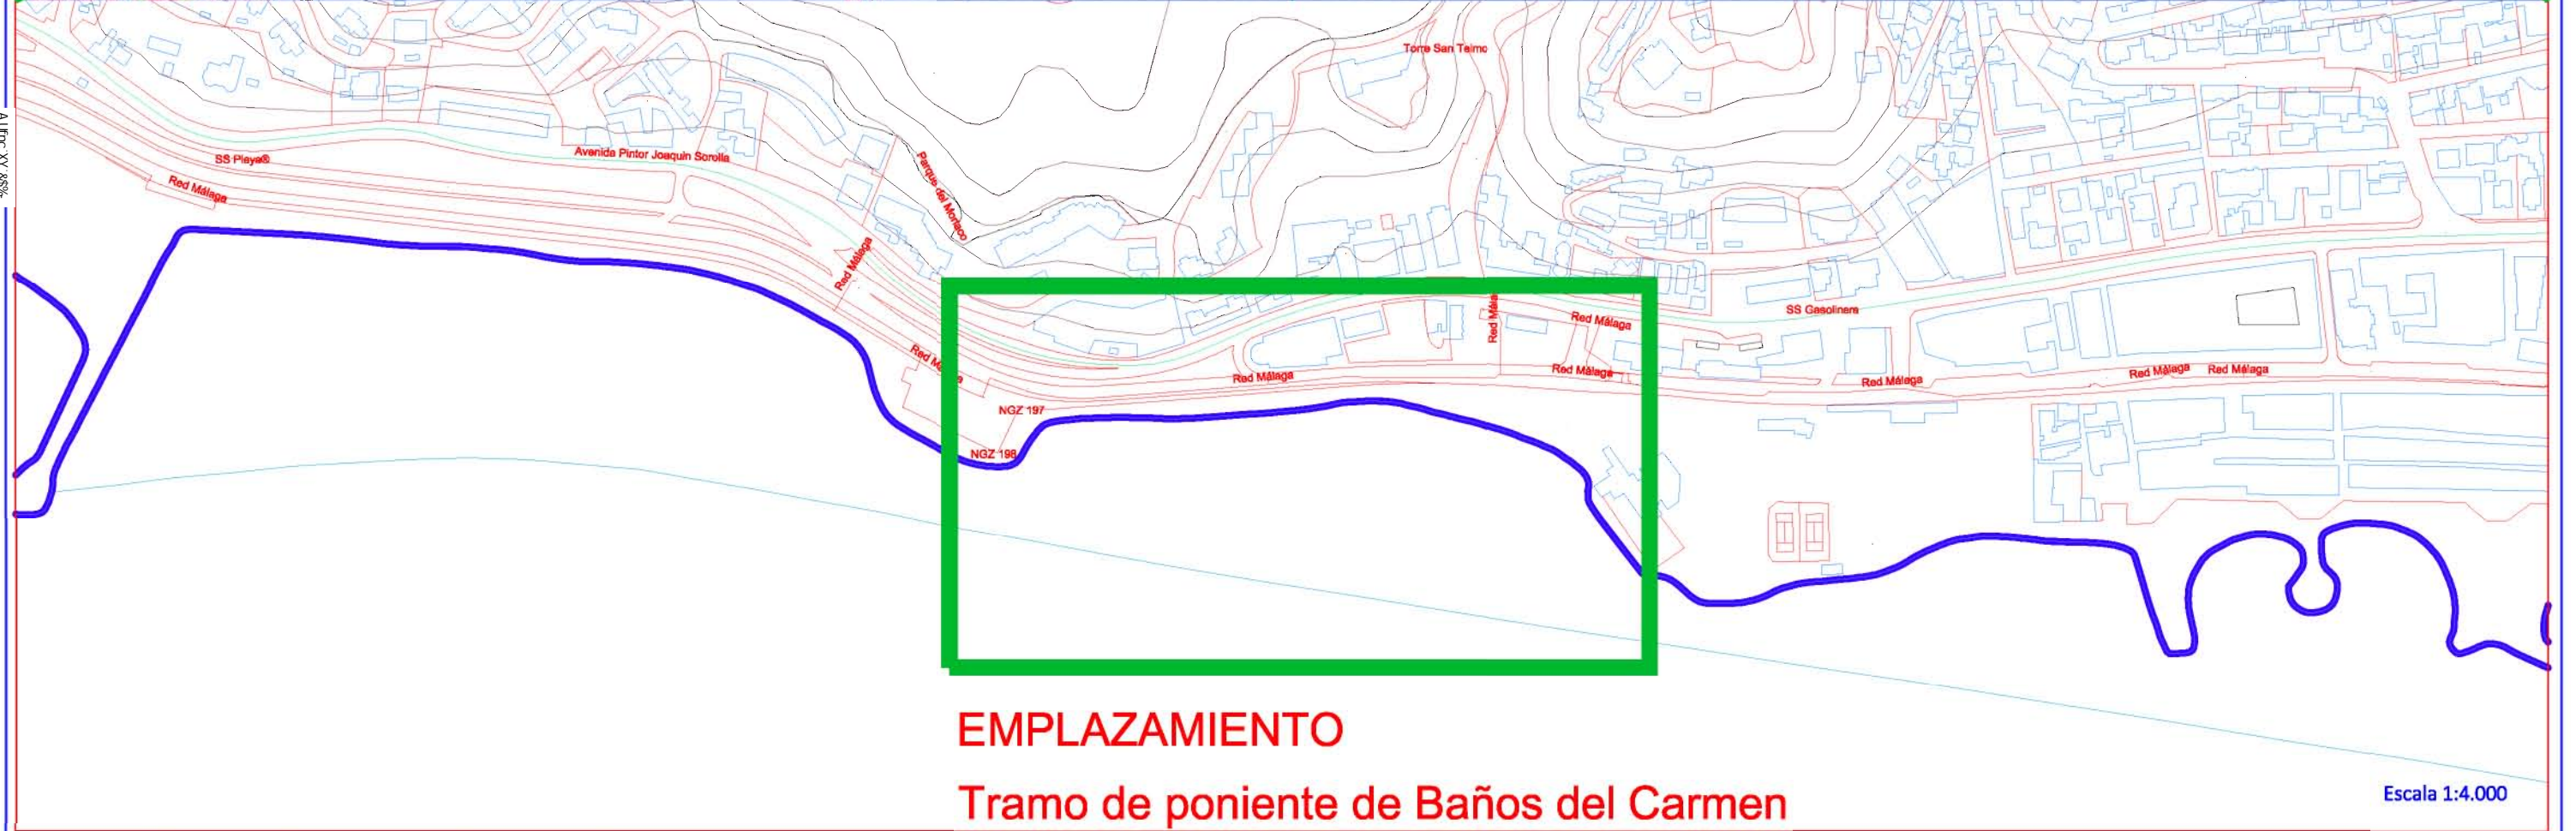 Torre San Telmo
SS Playa®
Avenida Pintor Joaquín Sorolla
Red Málaga
Parque del Morlaco
Red Málaga
SS Gasolinera
Red Málaga
Red Málaga
Red Málaga
Red Málaga
Red Málaga
Red Málaga
Red Málaga
Red Málaga
NGZ 197
NGZ 198
EMPLAZAMIENTO
Tramo de poniente de Baños del Carmen
Escala 1:4.000